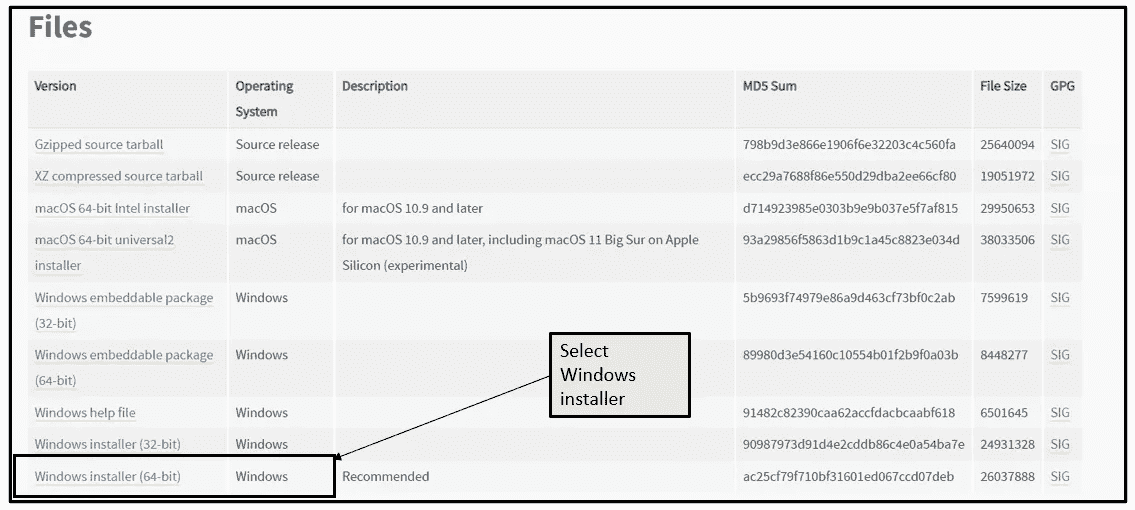 Files
Version Operating System Description MD5 Sum File Size GPG
Gzipped source tarball Source release 798b9d3e866e1906f6e32203c4c560fa 25640094 SIG
XZ compressed source tarball Source release ecc29a7688f86e550d29dba2ee66cf80 19051972 SIG
macOS 64-bit Intel installer macOS for macOS 10.9 and later d714923985e0303b9e9b037e5f7af815 29950653 SIG
macOS 64-bit universal2 macOS for macOS 10.9 and later, including macOS 11 Big Sur on Apple 93a29856f5863d1b9c1a45c8823e034d 38033506 SIG
installer Silicon (experimental)
Windows embeddable package Windows 5b9693f74979e86a9d463cf73bf0c2ab 7599619 SIG
(32-bit)
Windows embeddable package Windows 89980d3e54160c10554b01f2b9f0a03b 8448277 SIG
(64-bit)
Select
Windows
installer
Windows help file Windows 91482c82390caa62accfdacbcaabf618 6501645 SIG
Windows installer (32-bit) Windows 90987973d91d4e2cddb86c4e0a54ba7e 24931328 SIG
Windows installer (64-bit) Windows Recommended ac25cf79f710bf31601ed067ccd07deb 26037888 SIG